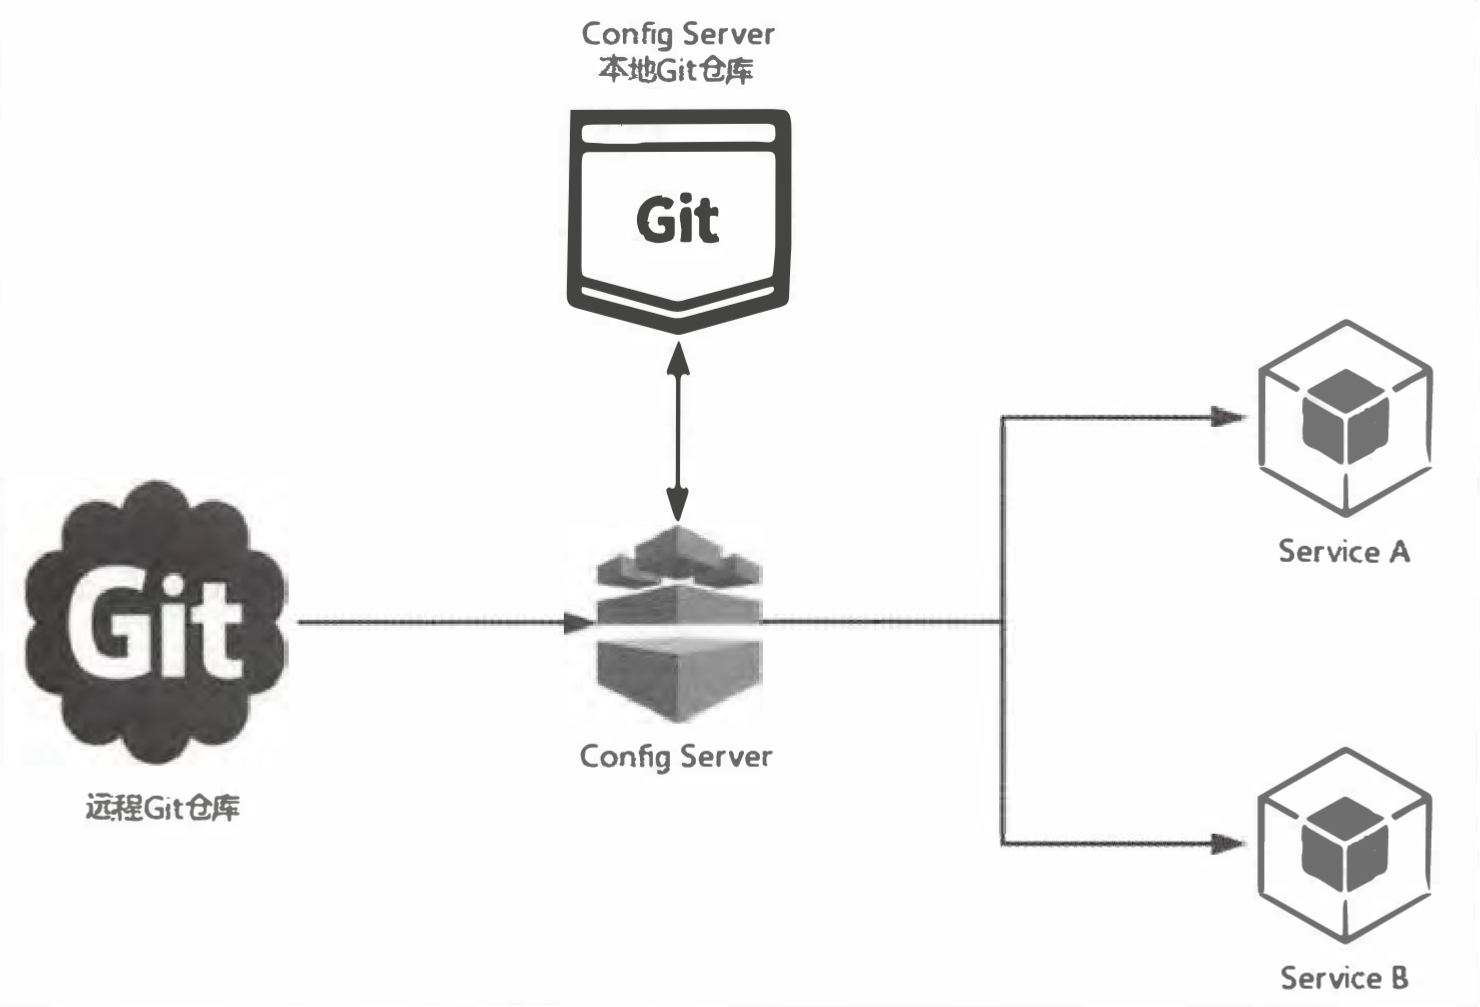 Config Server
本地Git仓库
Git
Git
远程Git仓库
Config Server
Service A
Service B